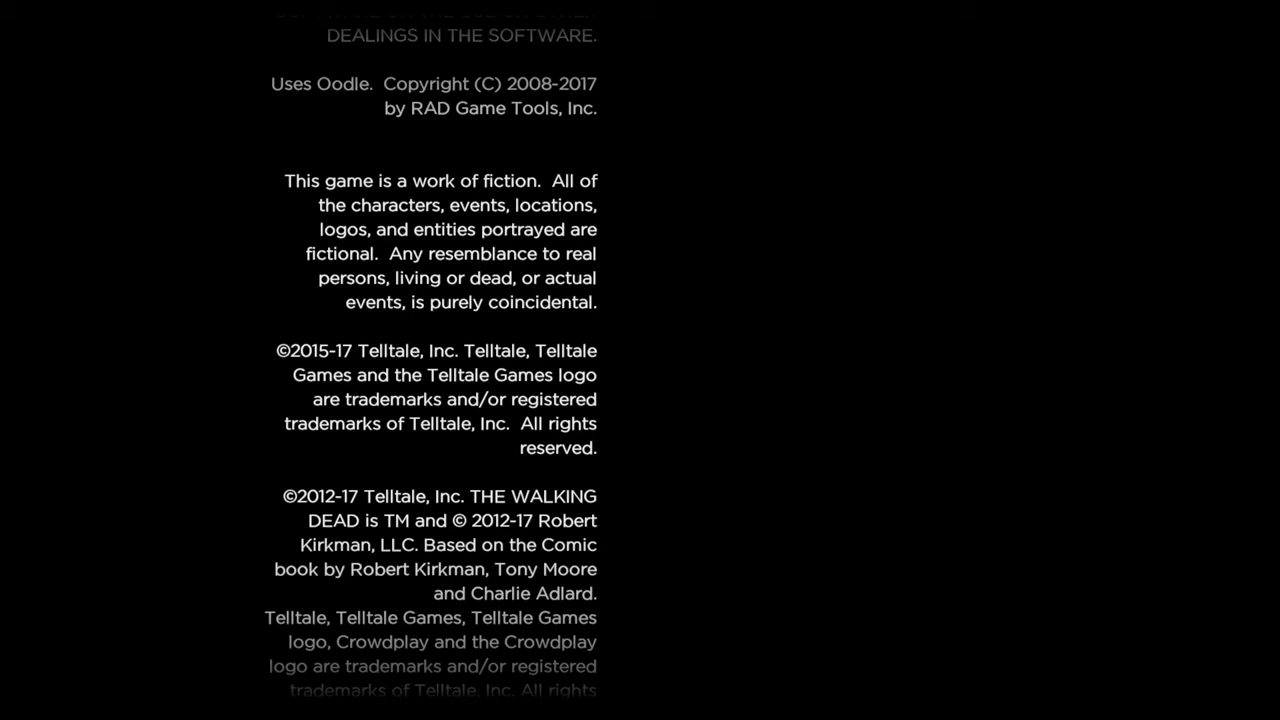 DEALINGS IN THE SOFTWARE.
Uses Oodle.  Copyright (C) 2008-2017
by RAD Game Tools, Inc.
This game is a work of fiction.  All of
the characters, events, locations,
logos, and entities portrayed are
fictional.  Any resemblance to real
persons, living or dead, or actual
events, is purely coincidental.
©2015-17 Telltale, Inc. Telltale, Telltale
Games and the Telltale Games logo
are trademarks and/or registered
trademarks of Telltale, Inc.  All rights
reserved.
©2012-17 Telltale, Inc. THE WALKING
DEAD is TM and © 2012-17 Robert
Kirkman, LLC. Based on the Comic
book by Robert Kirkman, Tony Moore
and Charlie Adlard.
Telltale, Telltale Games, Telltale Games
logo, Crowdplay and the Crowdplay
logo are trademarks and/or registered
trademarks of Telltale, Inc. All rights